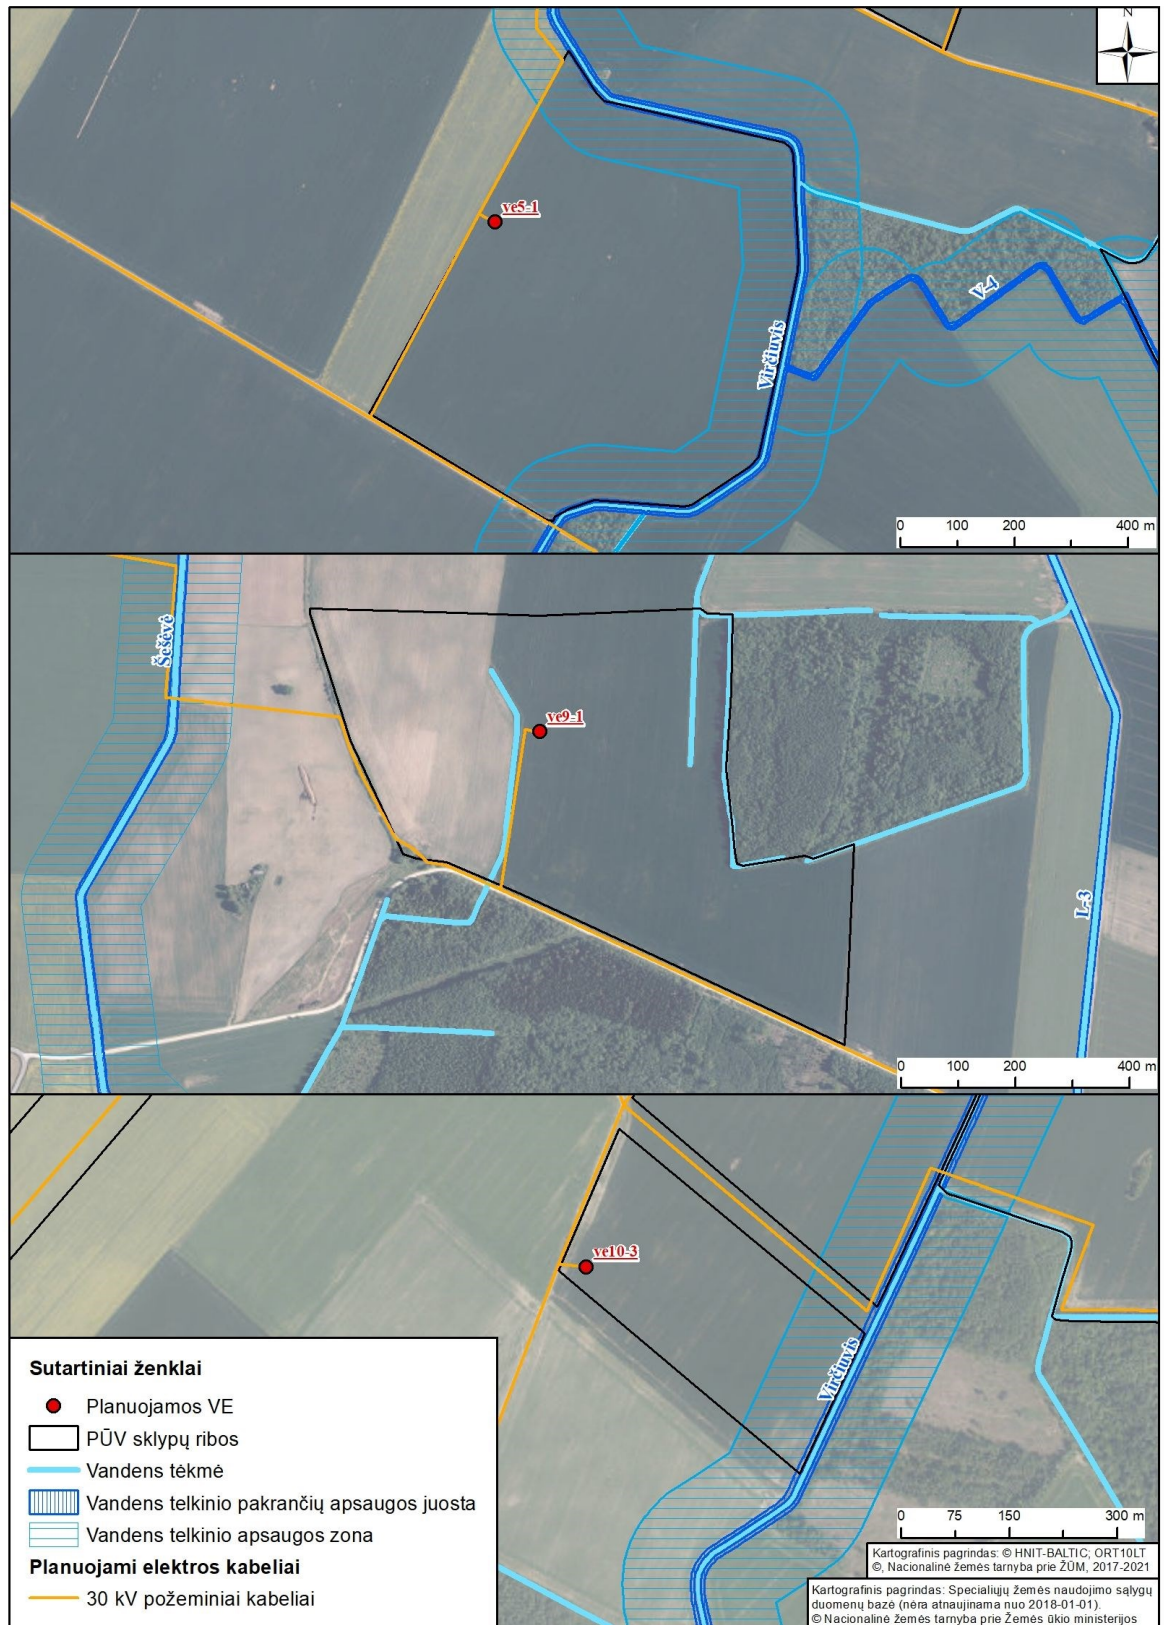 N
ve5-1
Virčiuvis
V-4
0 100 200 400 m
Šešėvė
ve9-1
L-3
0 100 200 400 m
ve10-3
Virčiuvis
Sutartiniai ženklai
Planuojamos VE
PŪV sklypų ribos
Vandens tėkmė
Vandens telkinio pakrančių apsaugos juosta
Vandens telkinio apsaugos zona
Planuojami elektros kabeliai
30 kV požeminiai kabeliai
0 75 150 300 m
Kartografinis pagrindas: © HNIT-BALTIC; ORT10LT
©, Nacionalinė žemės tarnyba prie ŽŪM, 2017-2021
Kartografinis pagrindas: Specialiųjų žemės naudojimo sąlygų
duomenų bazė (nėra atnaujinama nuo 2018-01-01).
© Nacionalinė žemės tarnyba prie Žemės ūkio ministerijos